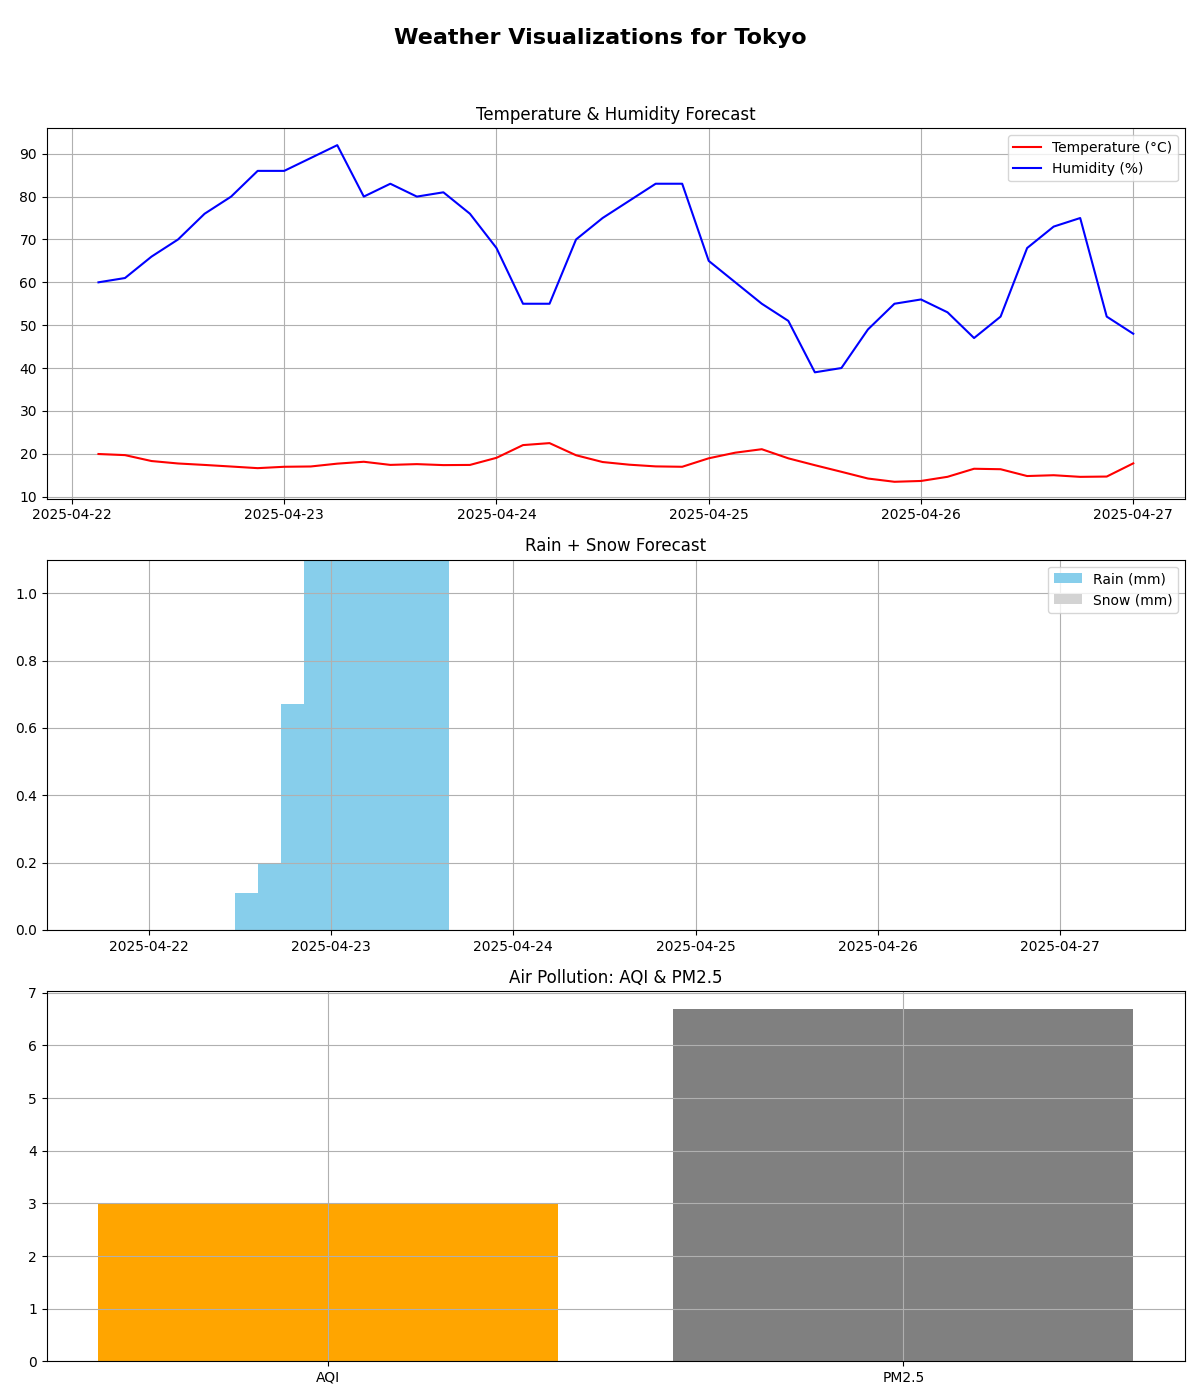 Weather Visualizations for Tokyo
Temperature & Humidity Forecast
Temperature (°C)
Humidity (%)
90
80
70
60
50
40
30
20
10
2025-04-22 2025-04-23 2025-04-24 2025-04-25 2025-04-26 2025-04-27
Rain + Snow Forecast
Rain (mm)
Snow (mm)
1.0
0.8
0.6
0.4
0.2
0.0
2025-04-22 2025-04-23 2025-04-24 2025-04-25 2025-04-26 2025-04-27
Air Pollution: AQI & PM2.5
7
6
5
4
3
2
1
0
AQI PM2.5